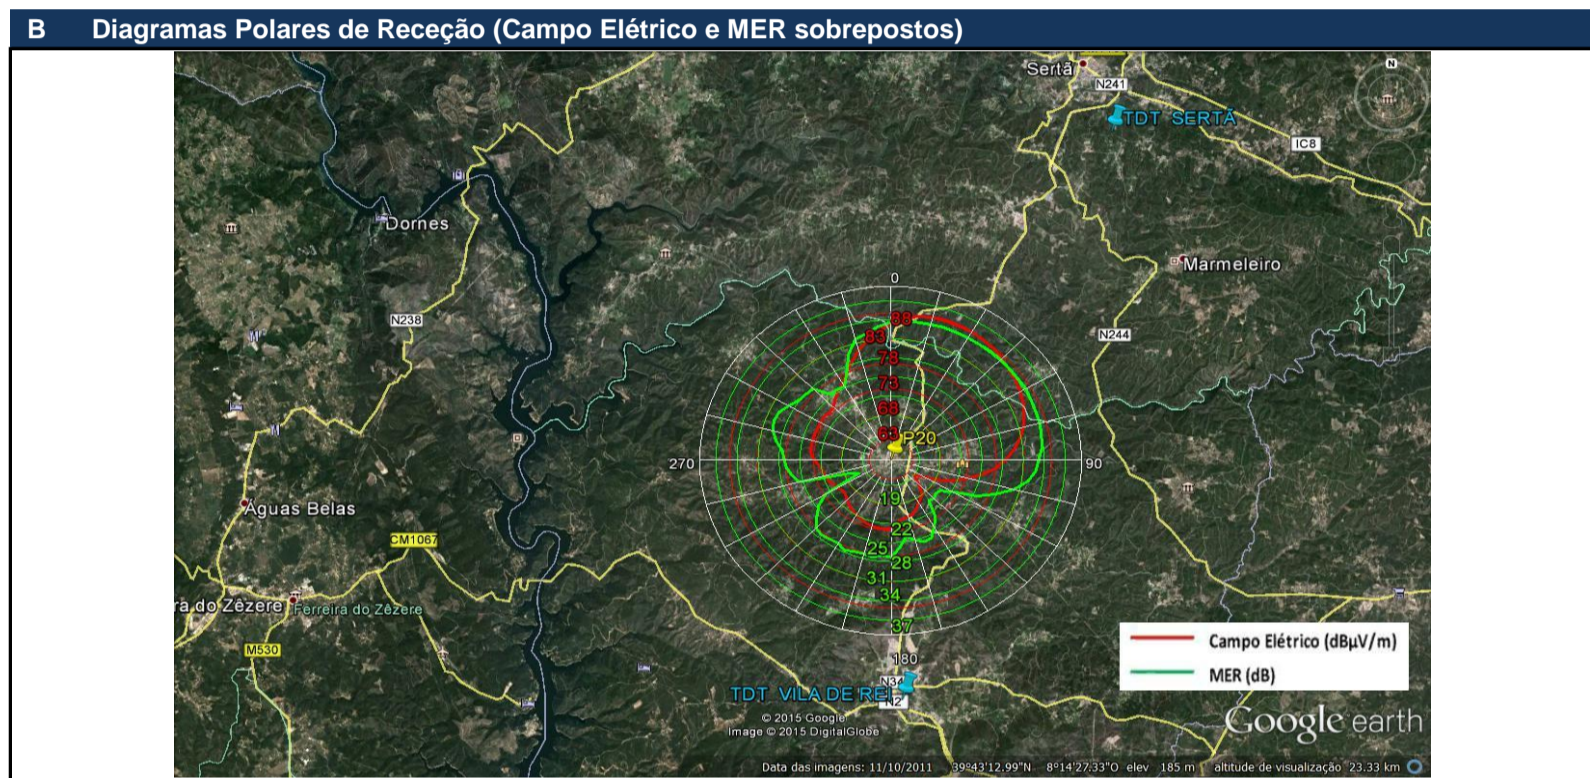 B Diagramas Polares de Receção (Campo Elétrico e MER sobrepostos)
Sertã
N
N241
TDT SERTÃ
IC8
Dornes
Marmeleiro
0
N238
88
83
78
N244
73
68
63
P20
270
90
19
Águas Belas
22
CM1067
25
28
31
34
ra do Zêzere
Ferreira do Zêzere
37
M530
180
Campo Elétrico (dBµV/m)
MER (dB)
TDT VILA DE REI
N2
© 2015 Google
Image © 2015 DigitalGlobe
Google earth
Data das imagens: 11/10/2011 39º43'12.99"N 8º14'27.33"O elev 185 m altitude de visualização 23.33 km